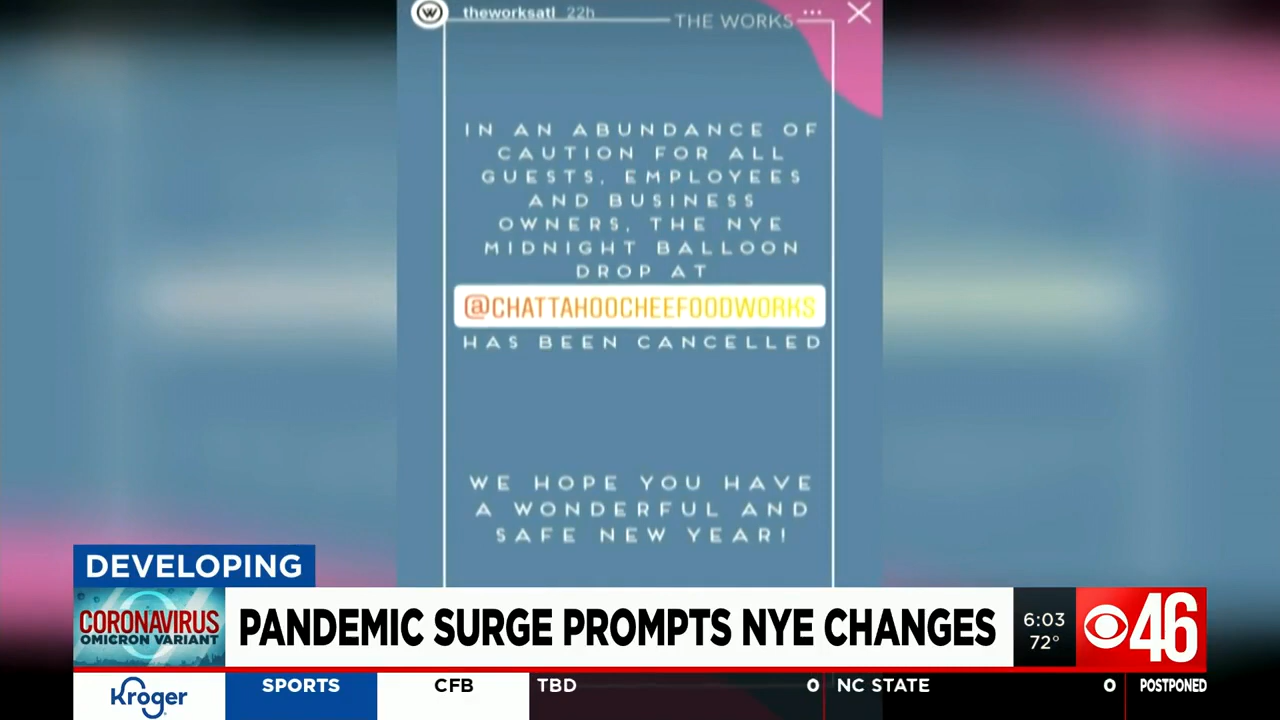 theworksatl 22h
THE WORKS
IN AN ABUNDANCE OF
CAUTION FOR ALL
GUESTS, EMPLOYEES
AND BUSINESS
OWNERS, THE NYE
MIDNIGHT BALLOON
DROP AT
@CHATTAHOOCHEEFOODWORKS
HAS BEEN CANCELLED
WE HOPE YOU HAVE
A WONDERFUL AND
SAFE NEW YEAR!
DEVELOPING
CORONAVIRUS
OMICRON VARIANT
PANDEMIC SURGE PROMPTS NYE CHANGES
6:03
72°
46
Kroger
SPORTS
CFB
TBD 0
NC STATE 0
POSTPONED